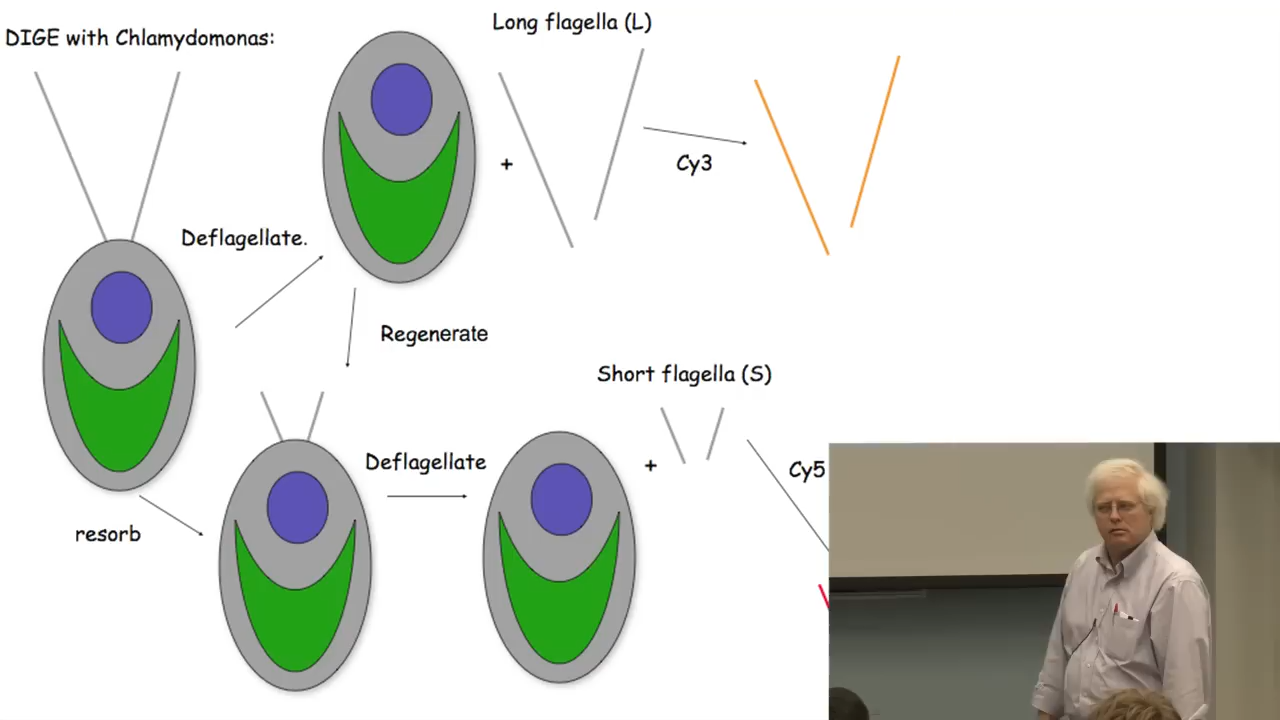 DIGE with Chlamydomonas:
Long flagella (L)
+
Cy3
Deflagellate.
Regenerate
Short flagella (S)
Deflagellate
+
Cy5
resorb